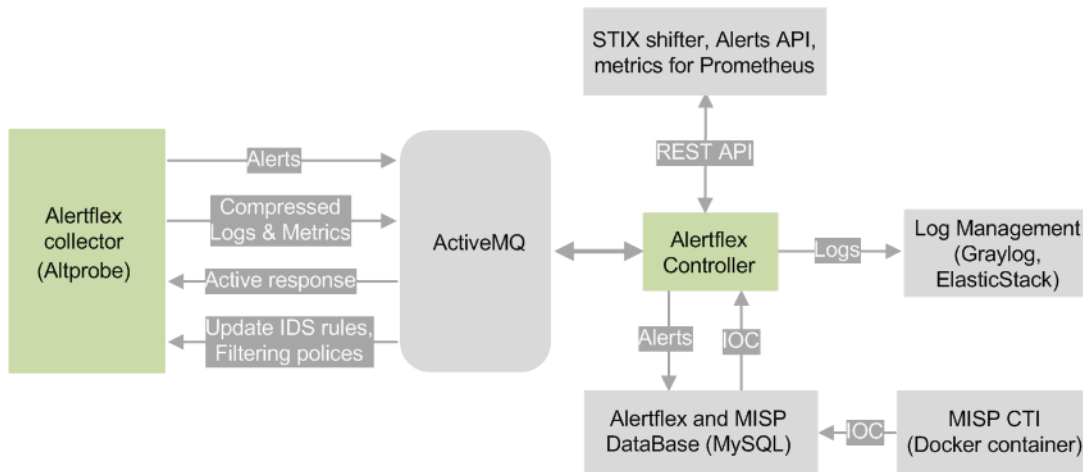 STIX shifter, Alerts API,
metrics for Prometheus
REST API
Alertflex
collector
(Altprobe)
Alerts
Compressed
Logs & Metrics
Active response
Update IDS rules,
Filtering polices
ActiveMQ
Alertflex
Controller
Logs
Log Management
(Graylog,
ElasticStack)
Alerts
IOC
Alertflex and MISP
DataBase (MySQL)
IOC
MISP CTI
(Docker container)